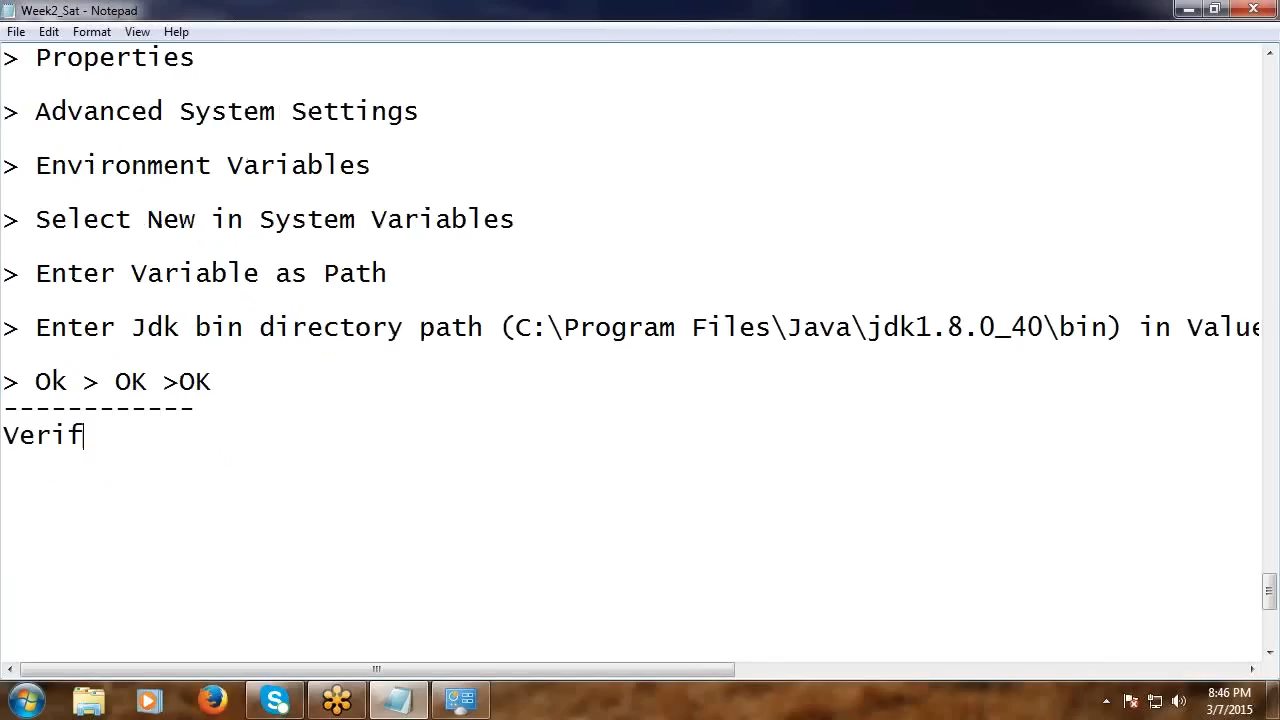 Week2_Sat - Notepad
File Edit Format View Help
> Properties
> Advanced System Settings
> Environment Variables
> Select New in System Variables
> Enter Variable as Path
> Enter Jdk bin directory path (C:\Program Files\Java\jdk1.8.0_40\bin) in Value
> Ok > OK >OK
------------
Verif
8:46 PM
3/7/2015